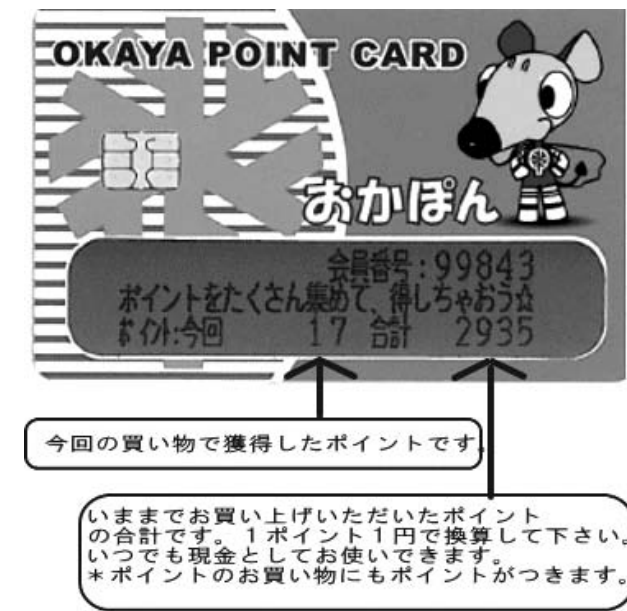 OKAYA POINT CARD
おかぽん
会員番号:99843
ポイントをたくさん集めて、得しちゃおう☆
ポイント:今回 17 合計 2935
今回の買い物で獲得したポイントです。
いままでお買い上げいただいたポイント
の合計です。1ポイント1円で換算して下さい。
いつでも現金としてお使いできます。
*ポイントのお買い物にもポイントがつきます。